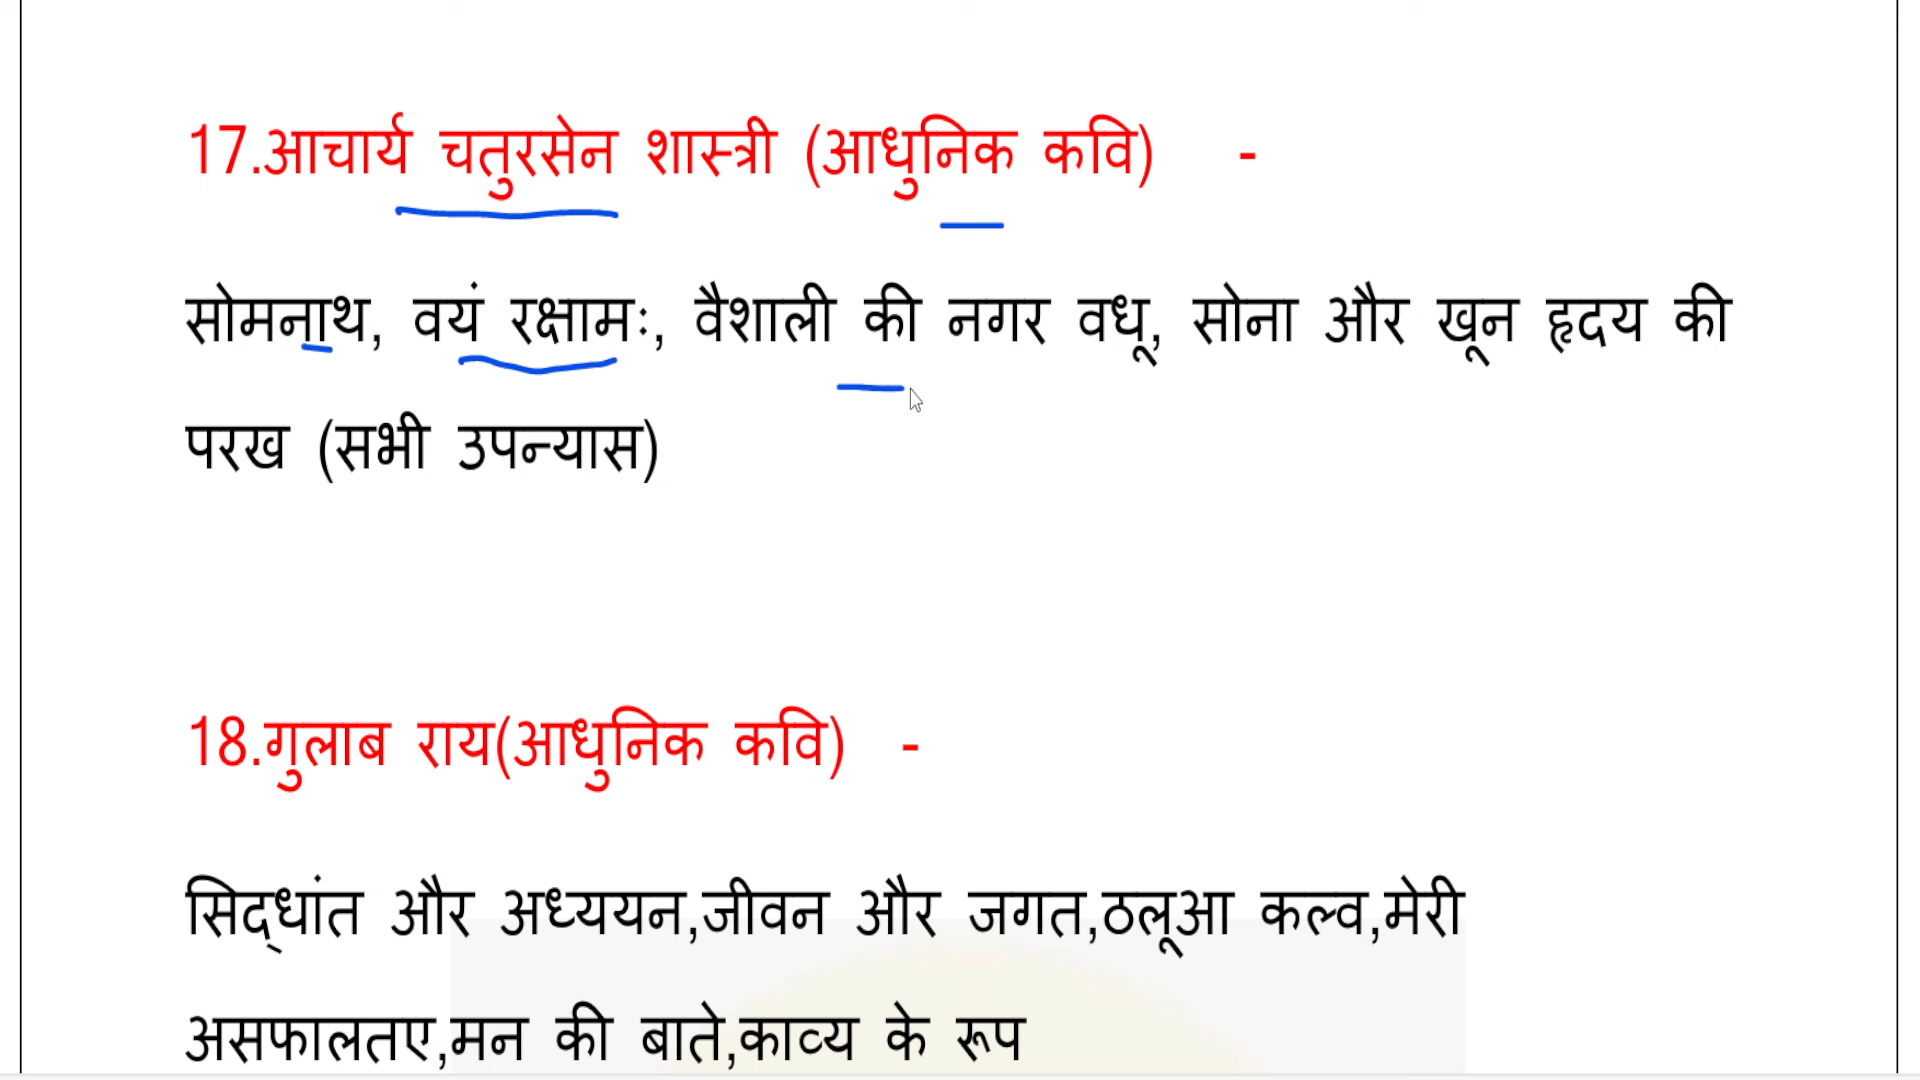 17.आचार्य चतुरसेन शास्त्री (आधुनिक कवि) -
सोमनाथ, वयं रक्षामः, वैशाली की नगर वधू, सोना और खून हृदय की
परख (सभी उपन्यास)
18.गुलाब राय(आधुनिक कवि) -
सिद्धांत और अध्ययन,जीवन और जगत,ठलूआ कल्व,मेरी
असफालतए,मन की बाते,काव्य के रूप